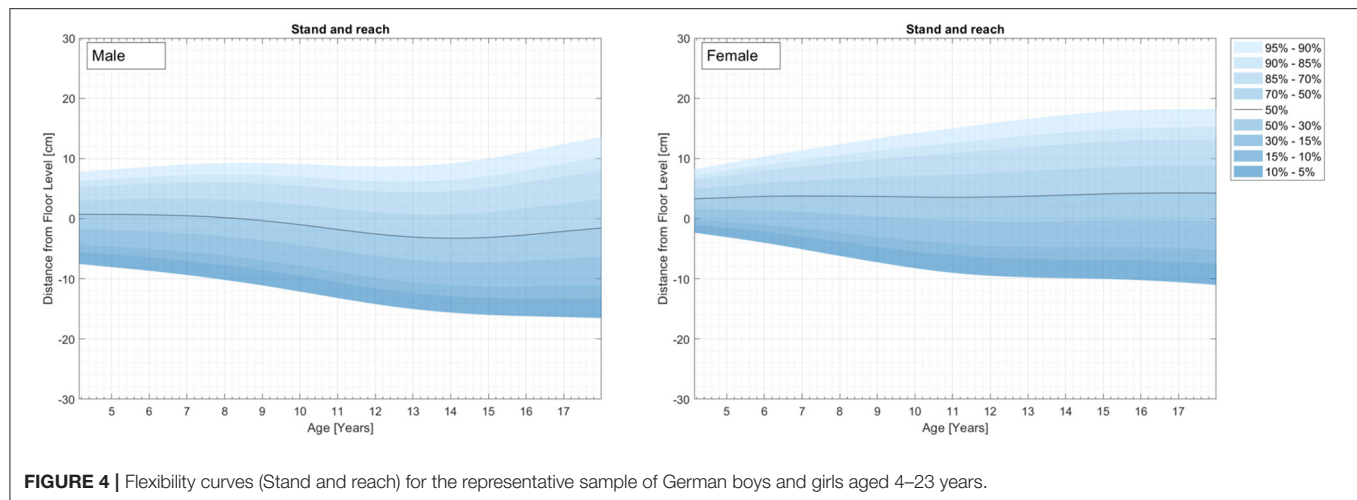 Stand and reach
Male
30
20
10
0
-10
-20
-30
Distance from Floor Level [cm]
5 6 7 8 9 10 11 12 13 14 15 16 17
Age [Years]
Stand and reach
Female
30
20
10
0
-10
-20
-30
Distance from Floor Level [cm]
5 6 7 8 9 10 11 12 13 14 15 16 17
Age [Years]
95% - 90%
90% - 85%
85% - 70%
70% - 50%
50%
50% - 30%
30% - 15%
15% - 10%
10% - 5%
FIGURE 4 | Flexibility curves (Stand and reach) for the representative sample of German boys and girls aged 4–23 years.